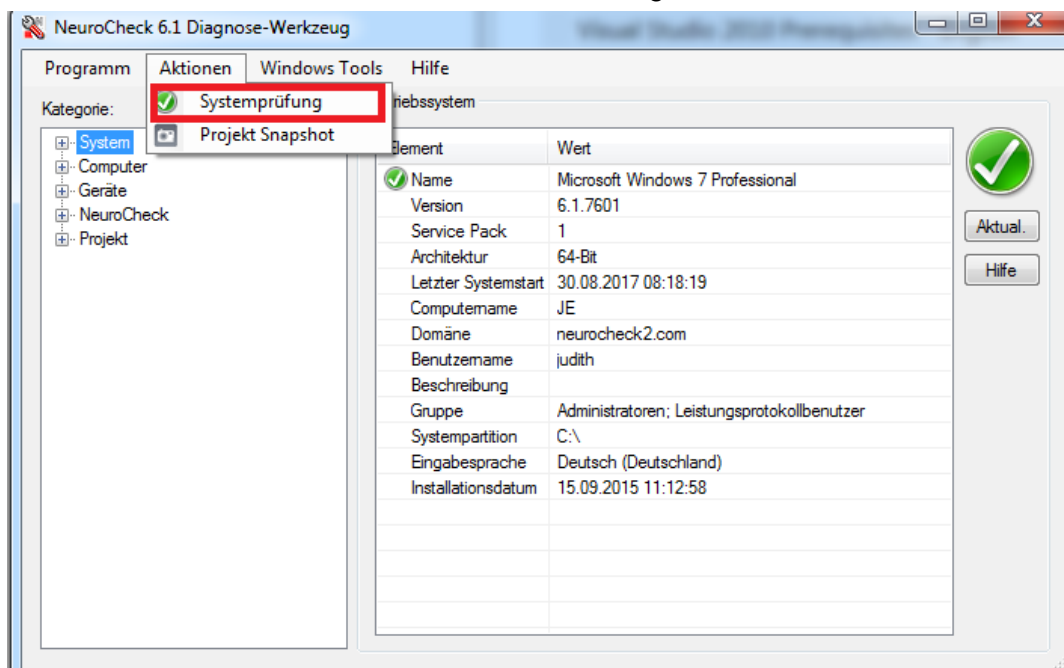 NeuroCheck 6.1 Diagnose-Werkzeug
Programm Aktionen Windows Tools Hilfe
Systemprüfung
Projekt Snapshot
Kategorie:
System
Computer
Geräte
NeuroCheck
Projekt
riebssystem
Element Wert
Name Microsoft Windows 7 Professional
Version 6.1.7601
Service Pack 1
Architektur 64-Bit
Letzter Systemstart 30.08.2017 08:18:19
Computername JE
Domäne neurocheck2.com
Benutzername judith
Beschreibung
Gruppe Administratoren; Leistungsprotokollbenutzer
Systempartition C:\
Eingabesprache Deutsch (Deutschland)
Installationsdatum 15.09.2015 11:12:58
Aktual.
Hilfe